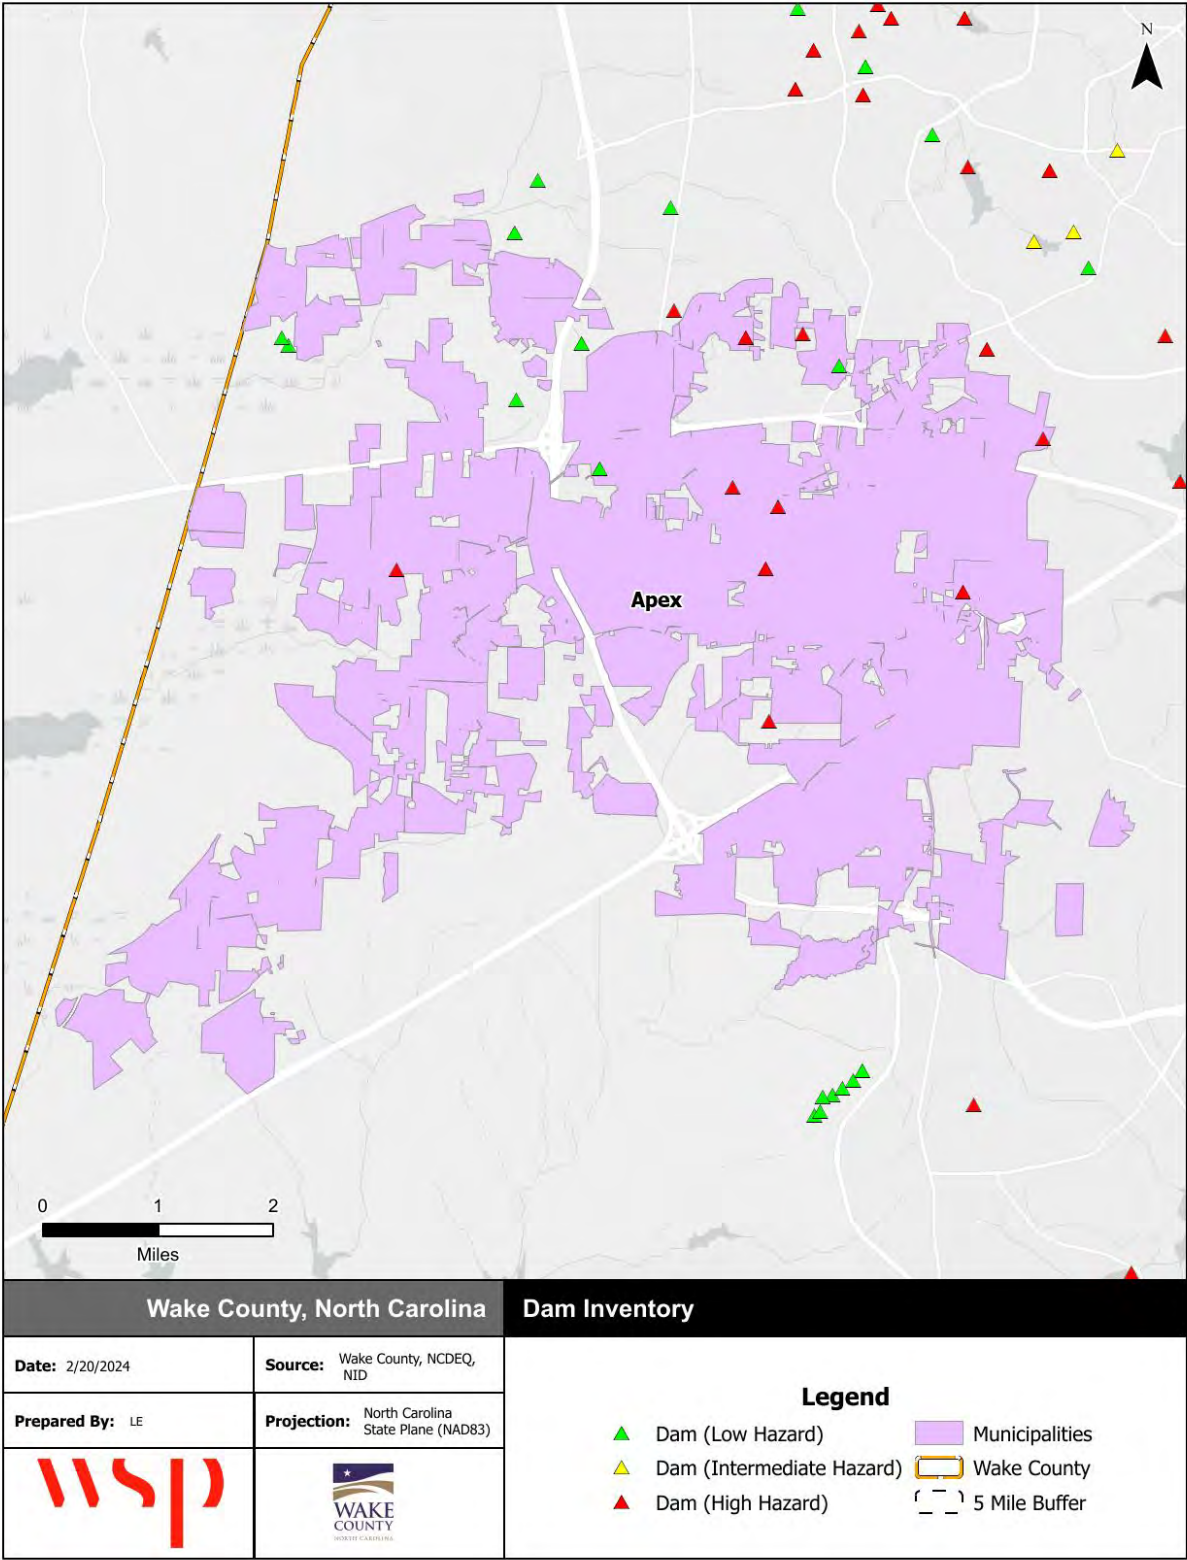 N
Apex
0 1 2
Miles
Wake County, North Carolina
Dam Inventory
Date: 2/20/2024
Source: Wake County, NCDEQ,
NID
Prepared By: LE
Projection: North Carolina
State Plane (NAD83)
wsp
WAKE
COUNTY
NORTH CAROLINA
Legend
Dam (Low Hazard)
Municipalities
Dam (Intermediate Hazard)
Wake County
Dam (High Hazard)
5 Mile Buffer